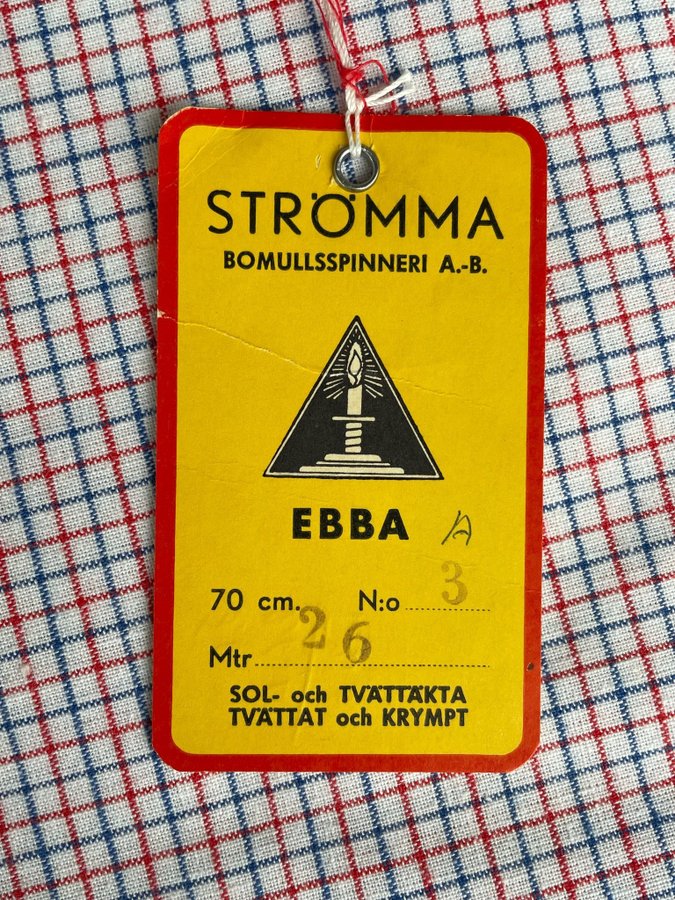 STRÖMMA
BOMULLSSPINNERI A.-B.
EBBA A
70 cm. N:o 3
Mtr 26
SOL- och TVÄTTÄKTA
TVÄTTAT och KRYMPT